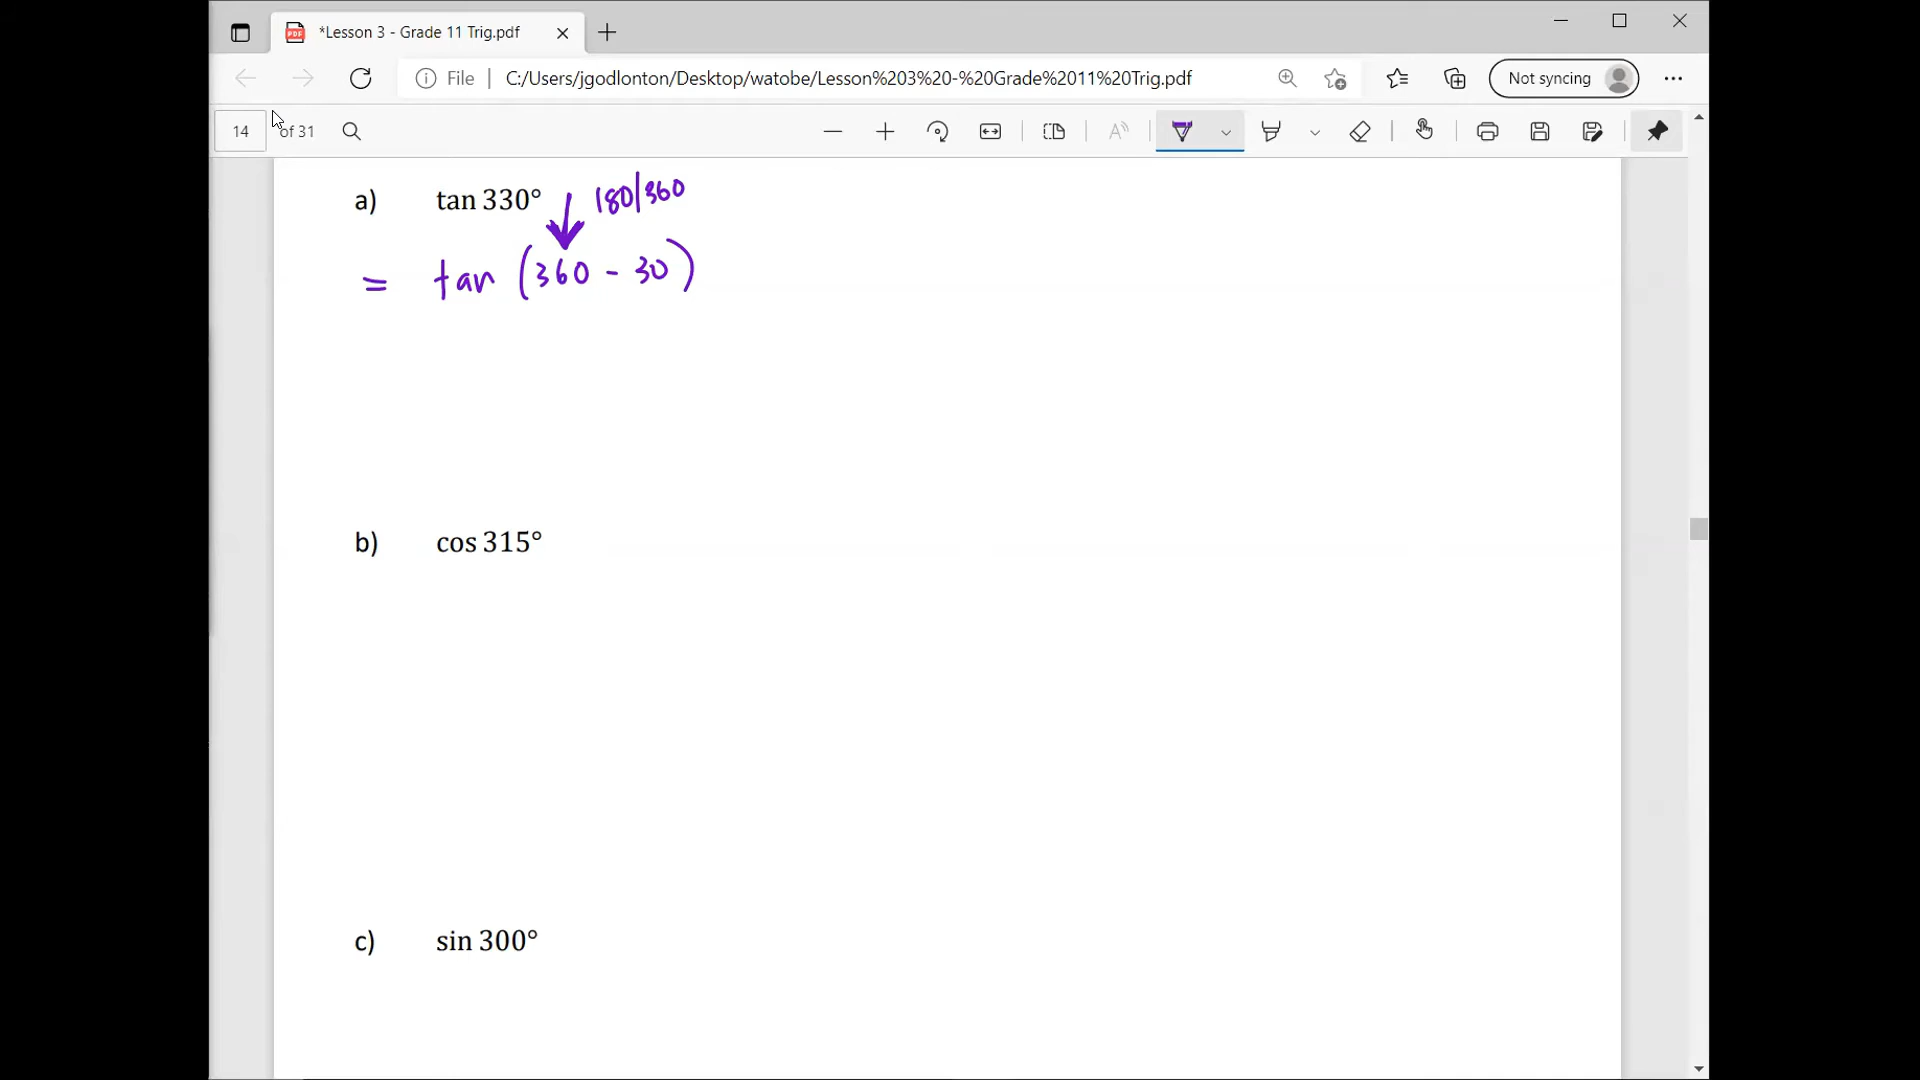 *Lesson 3 - Grade 11 Trig.pdf
File | C:/Users/jgodlonton/Desktop/watobe/Lesson%203%20-%20Grade%2011%20Trig.pdf Not syncing
14 of 31
a) tan 330° 180/360
= tan (360 - 30)
b) cos 315°
c) sin 300°